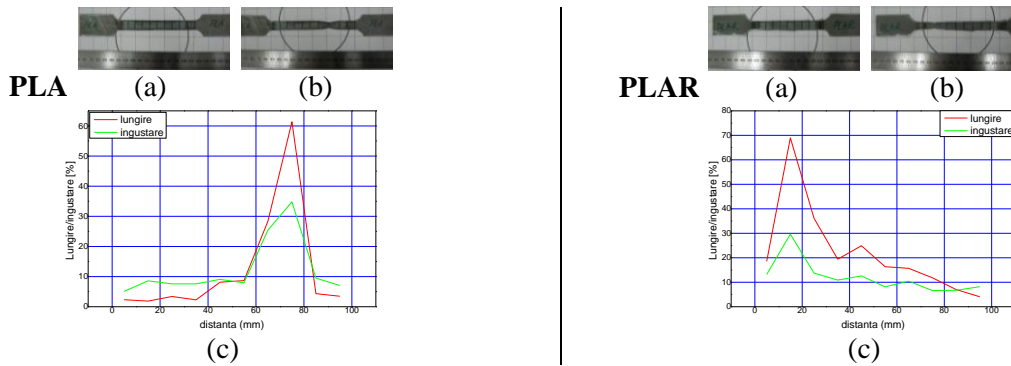 PLA (a) (b)
lungire
ingustare
60
50
40
30
20
10
0
Lungire/ingustare [%]
0 20 40 60 80 100
distanta (mm)
(c)
PLAR (a) (b)
lungire
ingustare
80
70
60
50
40
30
20
10
0
Lungire/ingustare [%]
0 20 40 60 80 100
distanta (mm)
(c)